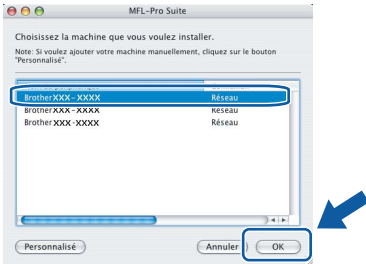 MFL-Pro Suite
Choisissez la machine que vous voulez installer.
Note: Si voulez ajouter votre machine manuellement, cliquez sur le bouton
"Personnalisé".
Brother XXX-XXXX Réseau
Brother XXX-XXXX Réseau
Brother XXX-XXXX Réseau
Personnalisé Annuler OK